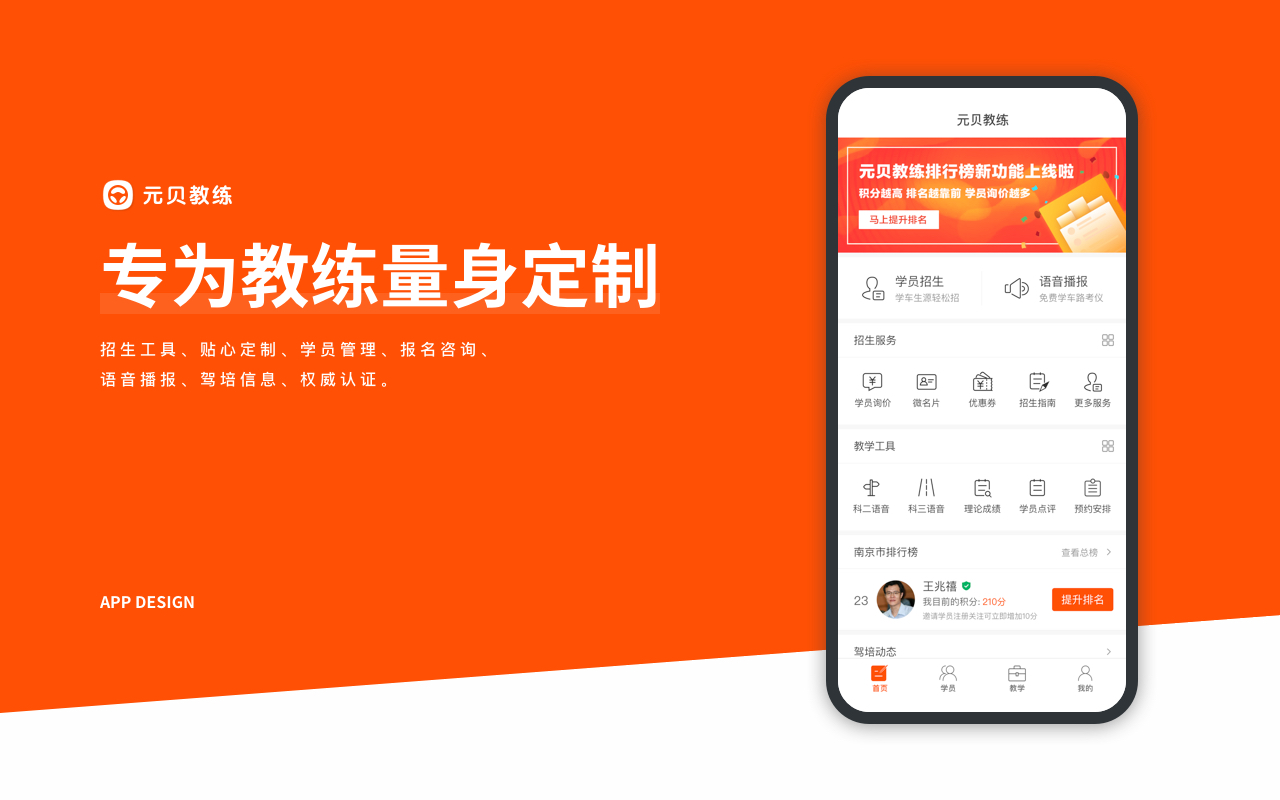 元贝教练
专为教练量身定制
招生工具、贴心定制、学员管理、报名咨询、
语音播报、驾培信息、权威认证。
APP DESIGN
元贝教练
元贝教练排行榜新功能上线啦
积分越高 排名越靠前 学员询价越多
马上提升排名
学员招生
学车生源轻松招
语音播报
免费学车路考仪
招生服务
学员询价 微名片 优惠券 招生指南 更多服务
教学工具
科二语音 科三语音 理论成绩 学员点评 预约安排
南京市排行榜 查看总榜
23
王兆禧
我目前的积分: 210分
邀请学员注册关注可立即增加10分
提升排名
驾培动态
首页 学员 教学 我的